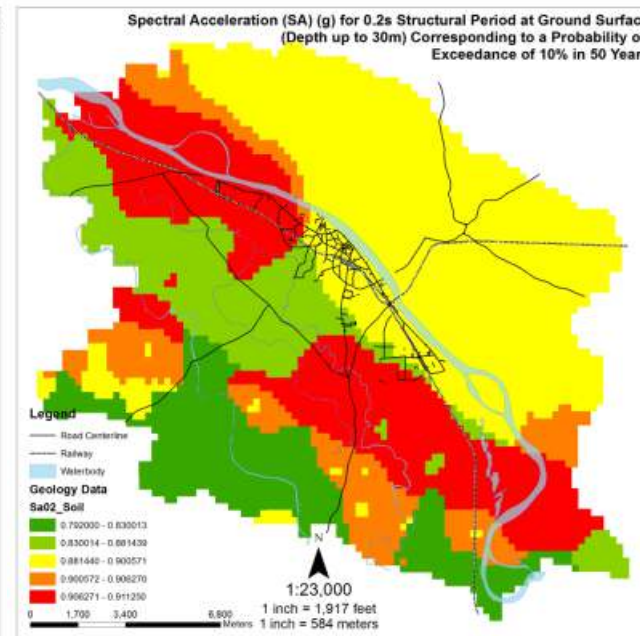 Spectral Acceleration (SA) (g) for 0.2s Structural Period at Ground Surfac
(Depth up to 30m) Corresponding to a Probability o
Exceedance of 10% in 50 Year
Legend
Road Centerline
Railway
Waterbody
Geology Data
Sa02_Soil
0.792000 - 0.830013
0.830014 - 0.881439
0.881440 - 0.900571
0.900572 - 0.906270
0.906271 - 0.911250
0 1,700 3,400 6,800
Meters
N
1:23,000
1 inch = 1,917 feet
1 inch = 584 meters